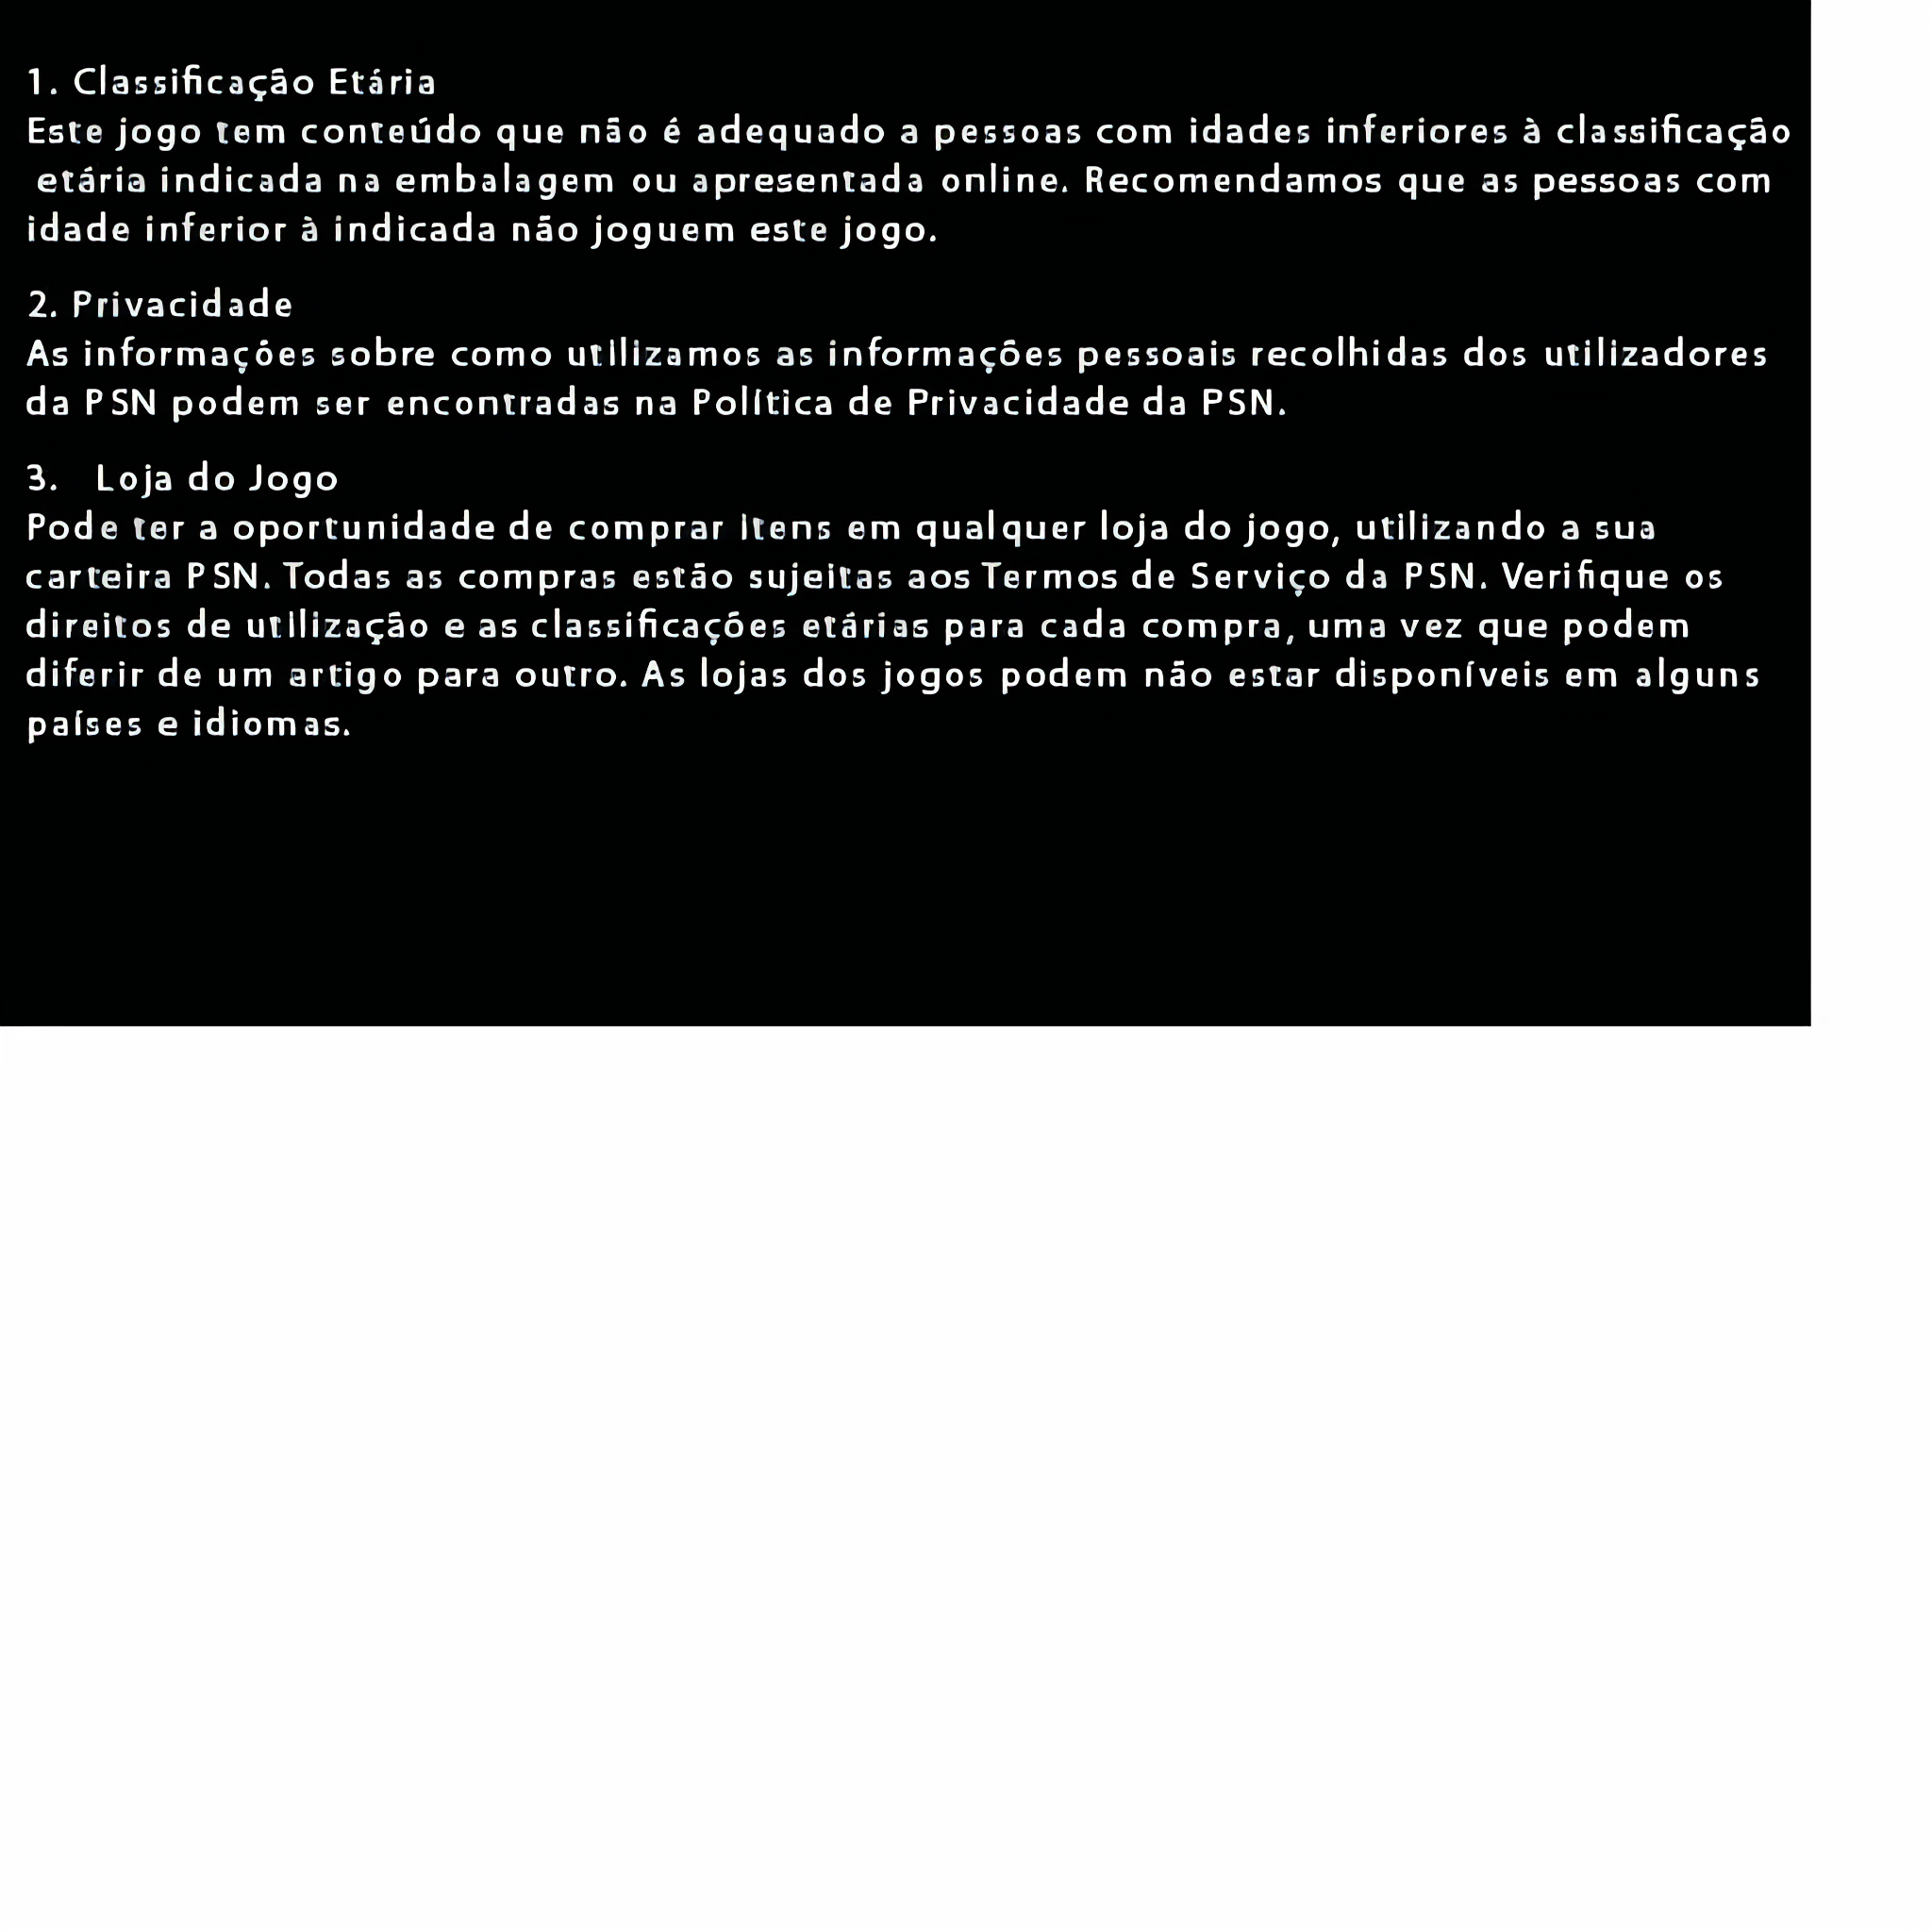 1. Classificação Etária
Este jogo tem conteúdo que não é adequado a pessoas com idades inferiores à classificação
etária indicada na embalagem ou apresentada online. Recomendamos que as pessoas com
idade inferior à indicada não joguem este jogo.
2. Privacidade
As informações sobre como utilizamos as informações pessoais recolhidas dos utilizadores
da PSN podem ser encontradas na Política de Privacidade da PSN.
3. Loja do Jogo
Pode ter a oportunidade de comprar itens em qualquer loja do jogo, utilizando a sua
carteira PSN. Todas as compras estão sujeitas aos Termos de Serviço da PSN. Verifique os
direitos de utilização e as classificações etárias para cada compra, uma vez que podem
diferir de um artigo para outro. As lojas dos jogos podem não estar disponíveis em alguns
países e idiomas.